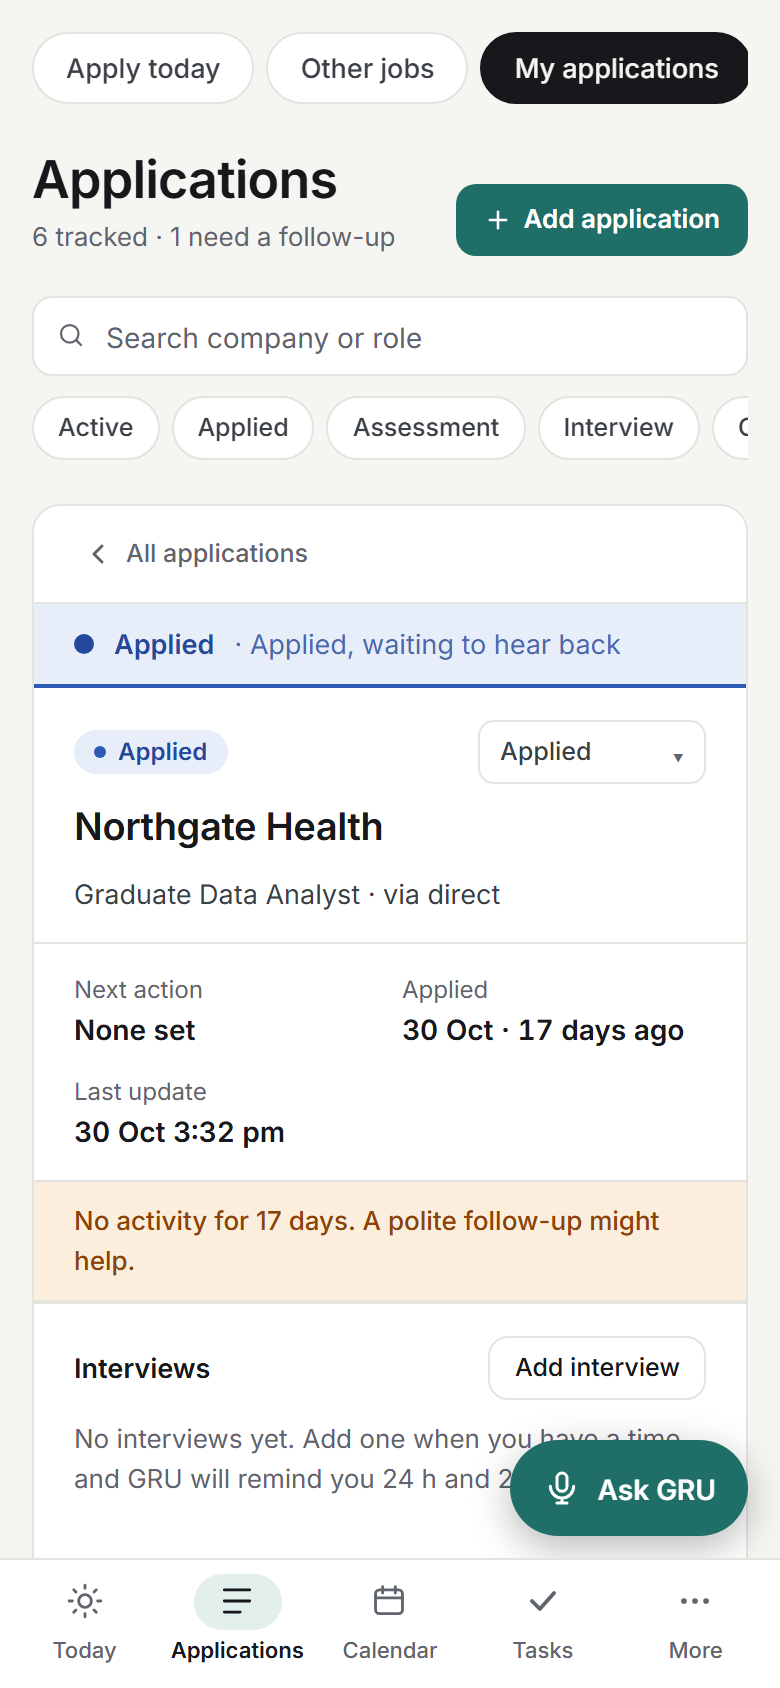 Apply today
Other jobs
My applications
Applications
6 tracked · 1 need a follow-up
+ Add application
Search company or role
Active
Applied
Assessment
Interview
All applications
Applied · Applied, waiting to hear back
Applied
Applied
Northgate Health
Graduate Data Analyst · via direct
Next action
None set
Applied
30 Oct · 17 days ago
Last update
30 Oct 3:32 pm
No activity for 17 days. A polite follow-up might
help.
Interviews
Add interview
No interviews yet. Add one when you have a time
and GRU will remind you 24 h and 2
Ask GRU
Today
Applications
Calendar
Tasks
More